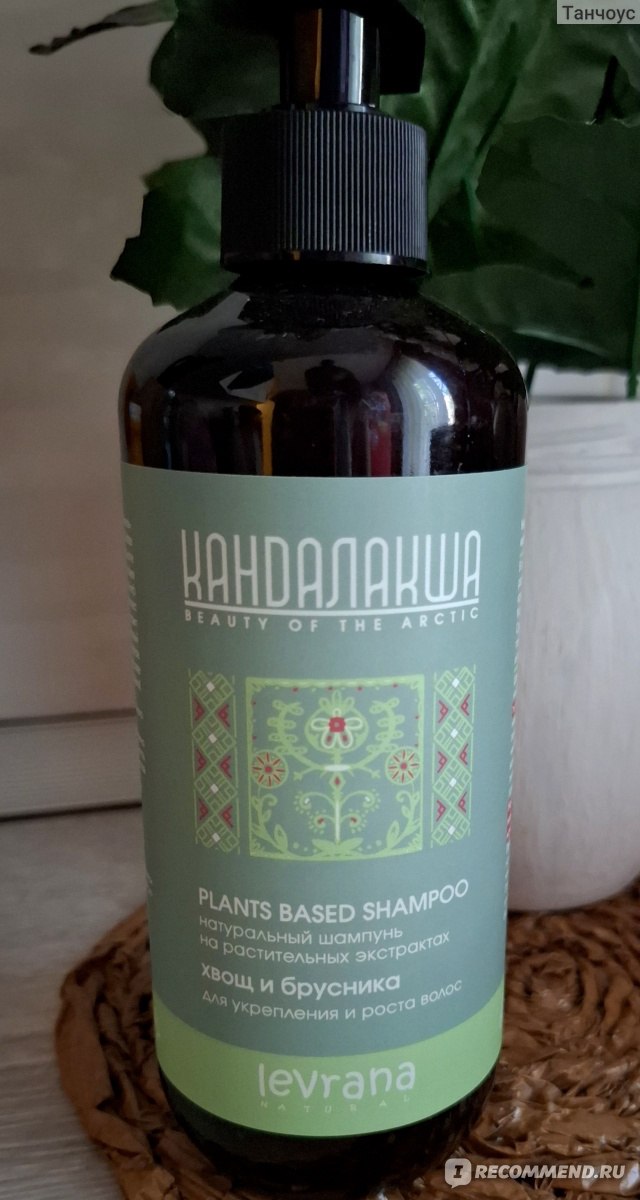 Танчоус
КАНДАЛАКША
BEAUTY OF THE ARCTIC
PLANTS BASED SHAMPOO
натуральный шампунь
на растительных экстрактах
хвощ и брусника
для укрепления и роста волос
levrana
NATURAL
I RECOMMEND.RU